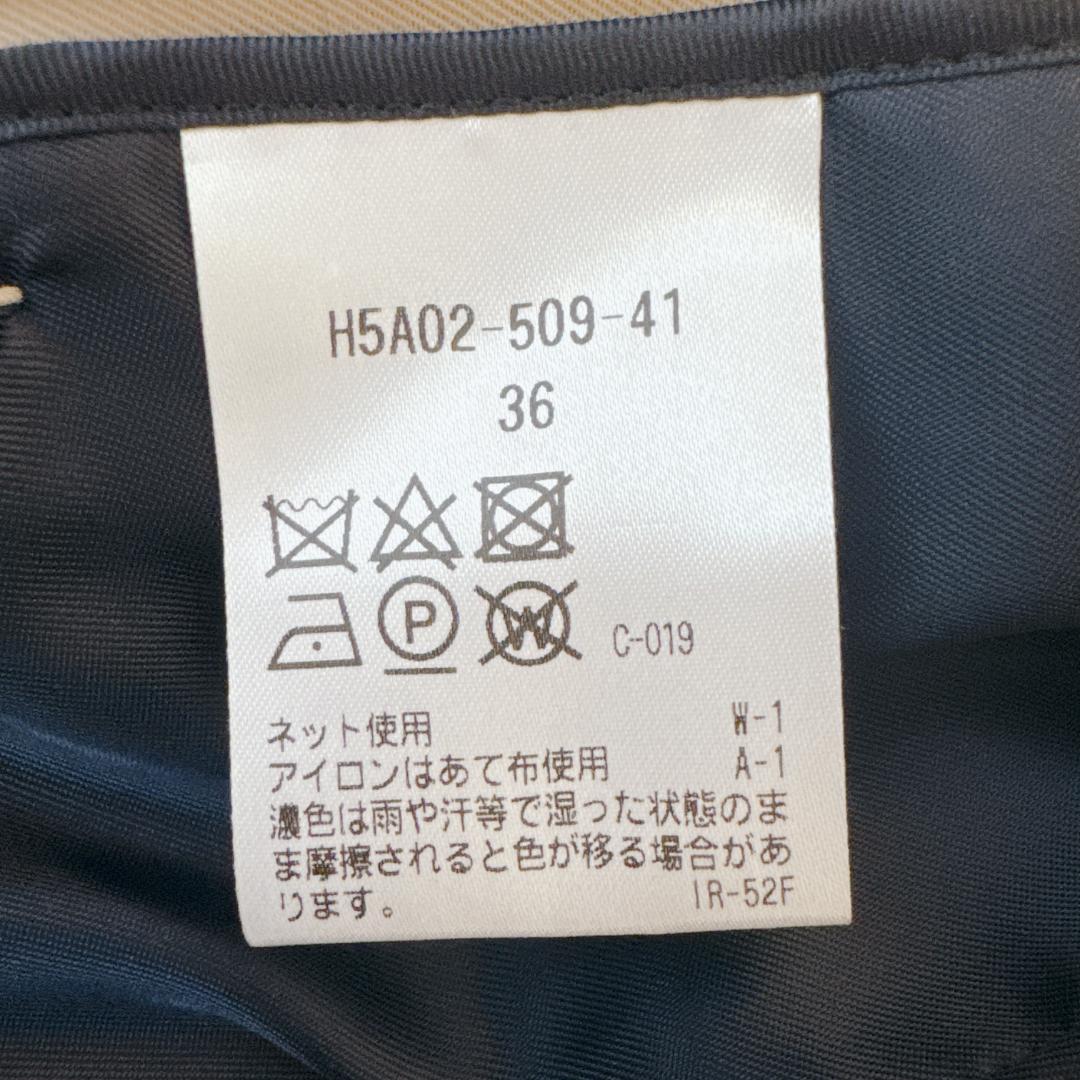 H5A02-509-41
36
P W C-019
ネット使用 W-1
アイロンはあて布使用 A-1
濃色は雨や汗等で湿った状態のま
ま摩擦されると色が移る場合があ
ります。 IR-52F